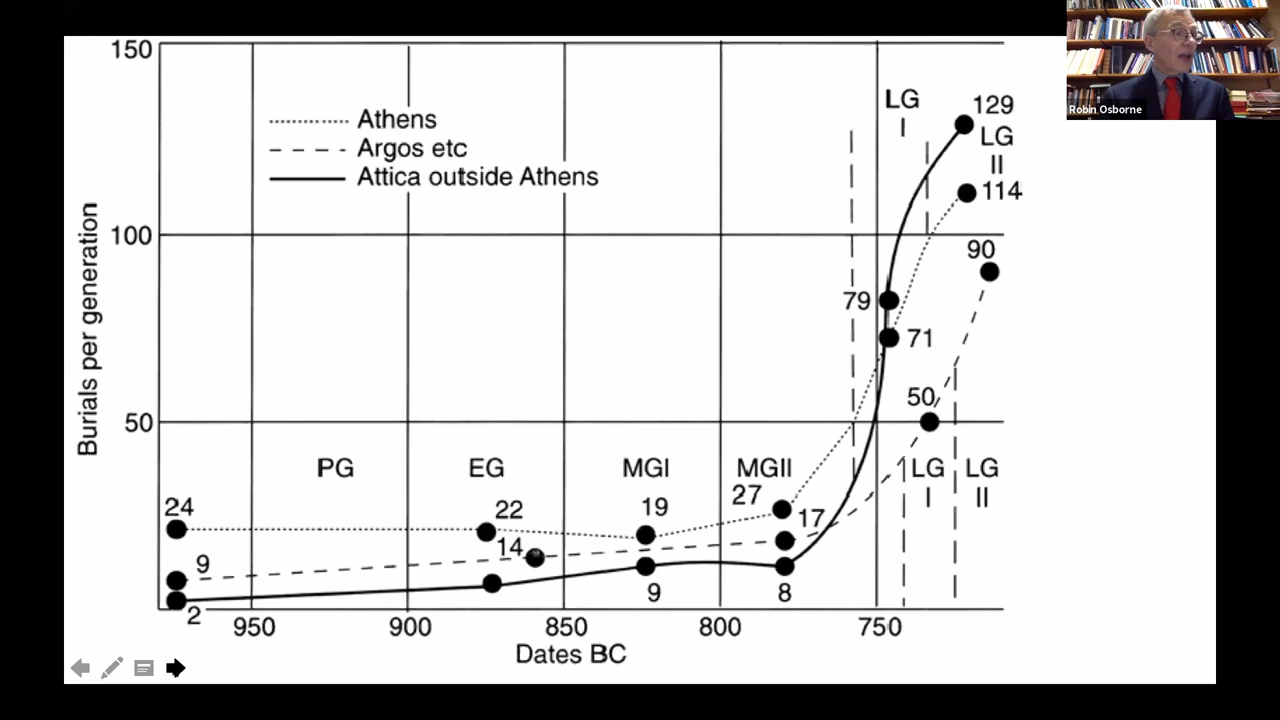 Robin Osborne
150
100
50
Burials per generation
Athens
Argos etc
Attica outside Athens
LG
I
129
LG
II
114
90
79
71
50
PG
EG
MGI
MGII
LG
I
LG
II
24
22
19
27
17
9
14
2
9
8
950
900
850
800
750
Dates BC